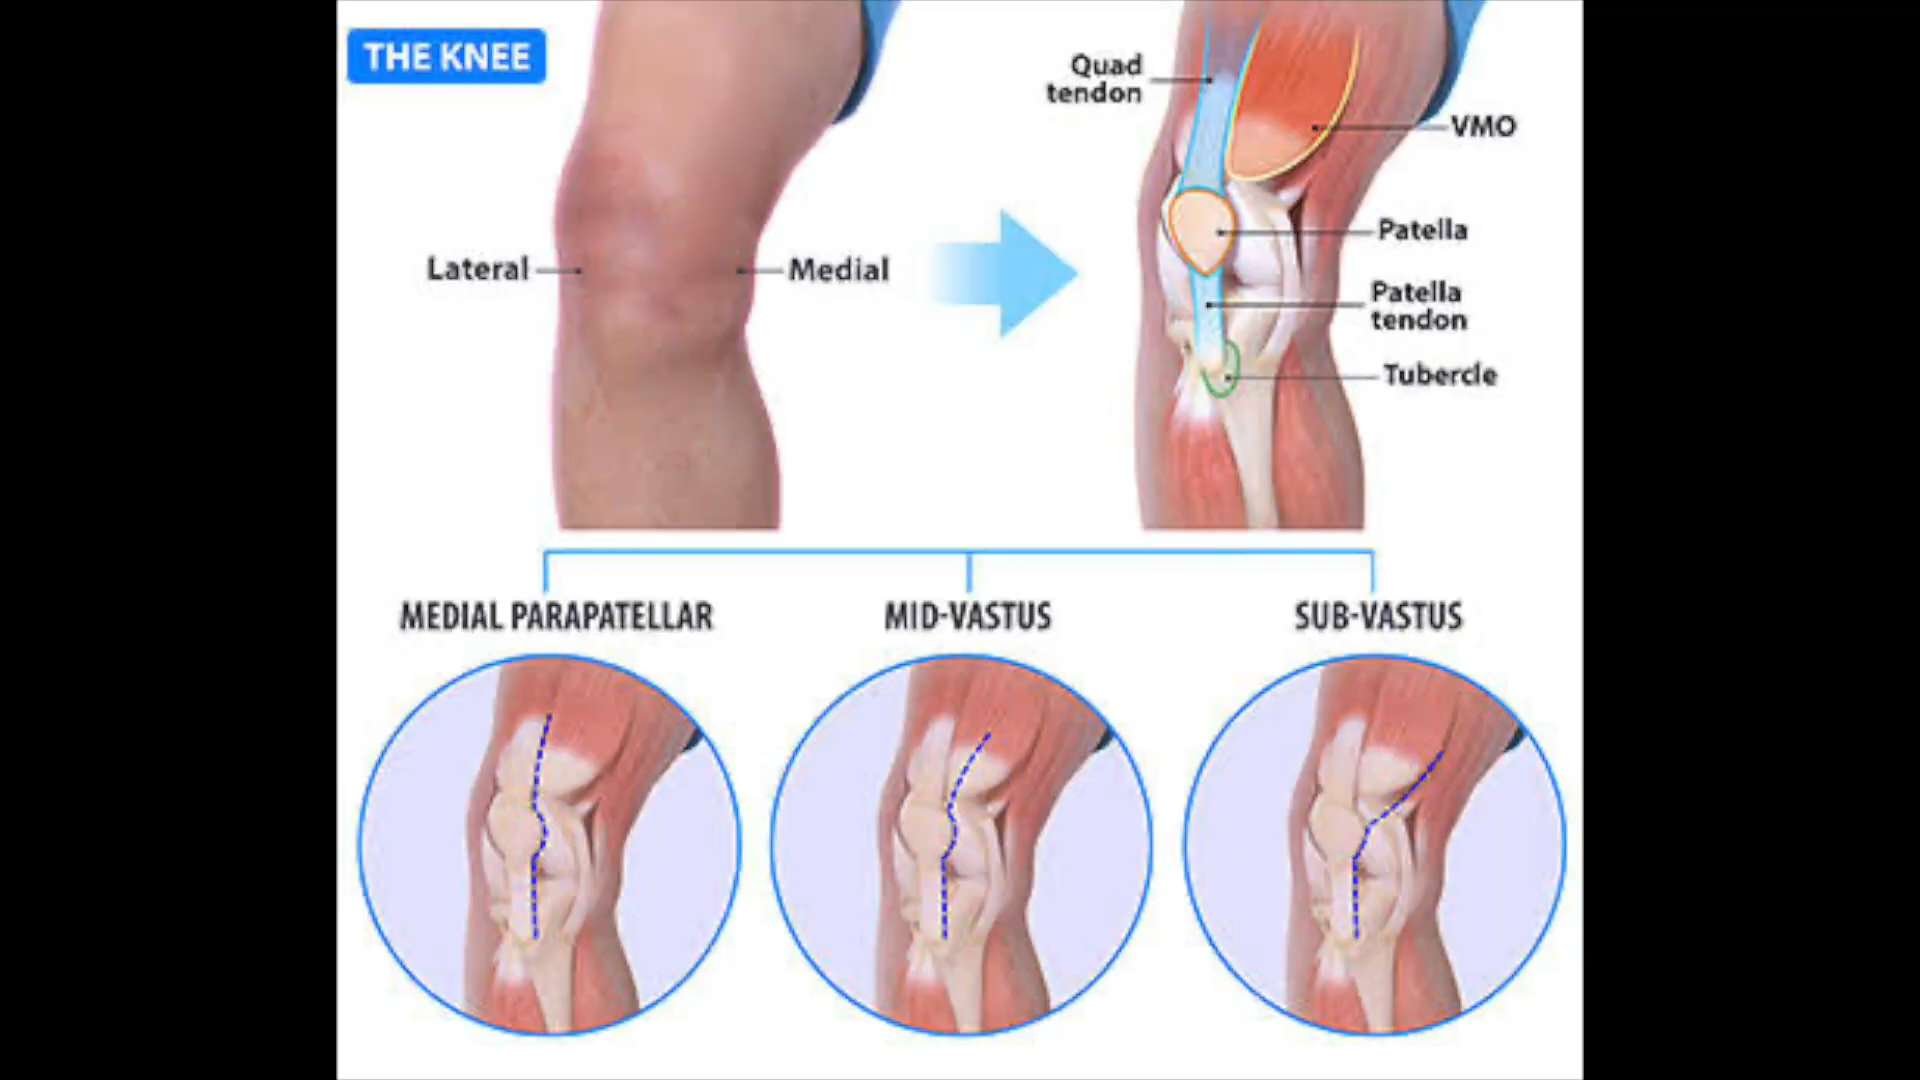 THE KNEE
Quad
tendon
VMO
Lateral
Medial
Patella
Patella
tendon
Tubercle
MEDIAL PARAPATELLAR
MID-VASTUS
SUB-VASTUS